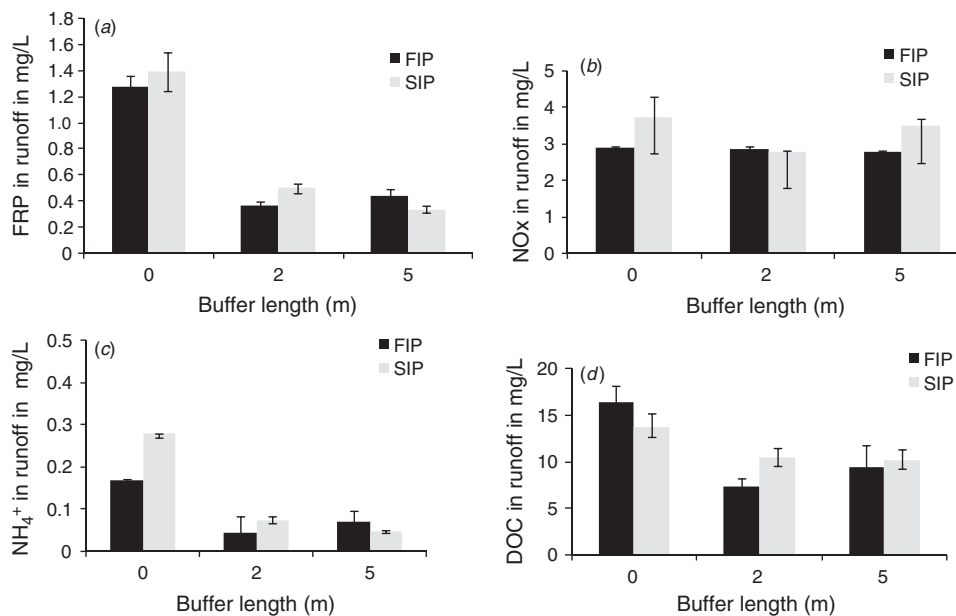 (a)
FRP in runoff in mg/L
1.8
1.6
1.4
1.2
1.0
0.8
0.6
0.4
0.2
0
FIP
SIP
0 2 5
Buffer length (m)
(b)
NOx in runoff in mg/L
6
5
4
3
2
1
0
FIP
SIP
0 2 5
Buffer length (m)
(c)
NH₄⁺ in runoff in mg/L
0.5
0.4
0.3
0.2
0.1
0
FIP
SIP
0 2 5
Buffer length (m)
(d)
DOC in runoff in mg/L
20
15
10
5
0
FIP
SIP
0 2 5
Buffer length (m)